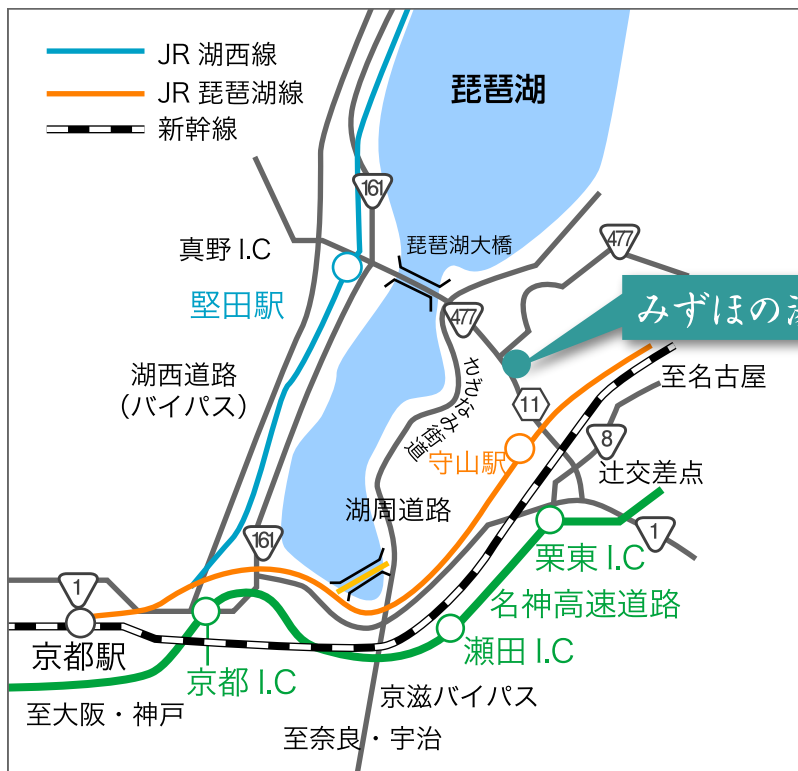 JR 湖西線
JR 琵琶湖線
新幹線
琵琶湖
161
477
真野 I.C
琵琶湖大橋
堅田駅
477
みずほの湯
至名古屋
湖西道路
（バイパス）
さざなみ街道
11
8
守山駅
辻交差点
湖周道路
161
1
栗東 I.C
1
名神高速道路
京都駅
瀬田 I.C
京都 I.C
京滋バイパス
至大阪・神戸
至奈良・宇治